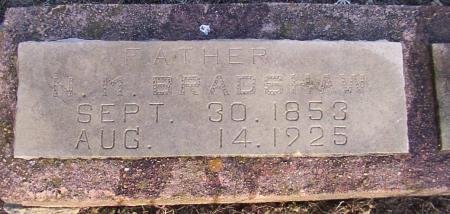 FATHER
N. M. BRADSHAW
SEPT. 30. 1853
AUG. 14. 1925